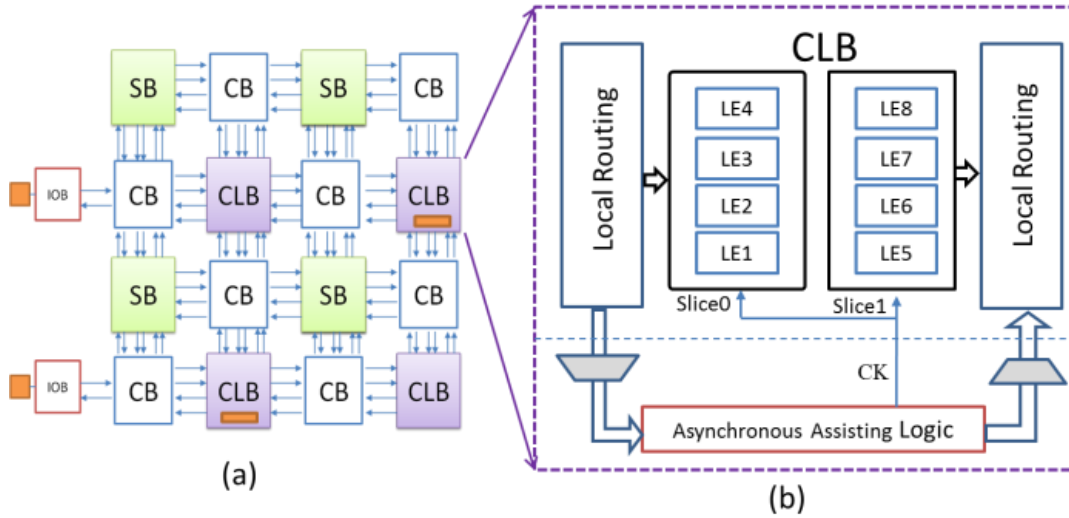 SB CB SB CB
IOB CB CLB CB CLB
SB CB SB CB
IOB CB CLB CB CLB
(a)
CLB
Local Routing
LE4
LE3
LE2
LE1
Slice0
LE8
LE7
LE6
LE5
Slice1
Local Routing
CK
Asynchronous Assisting Logic
(b)